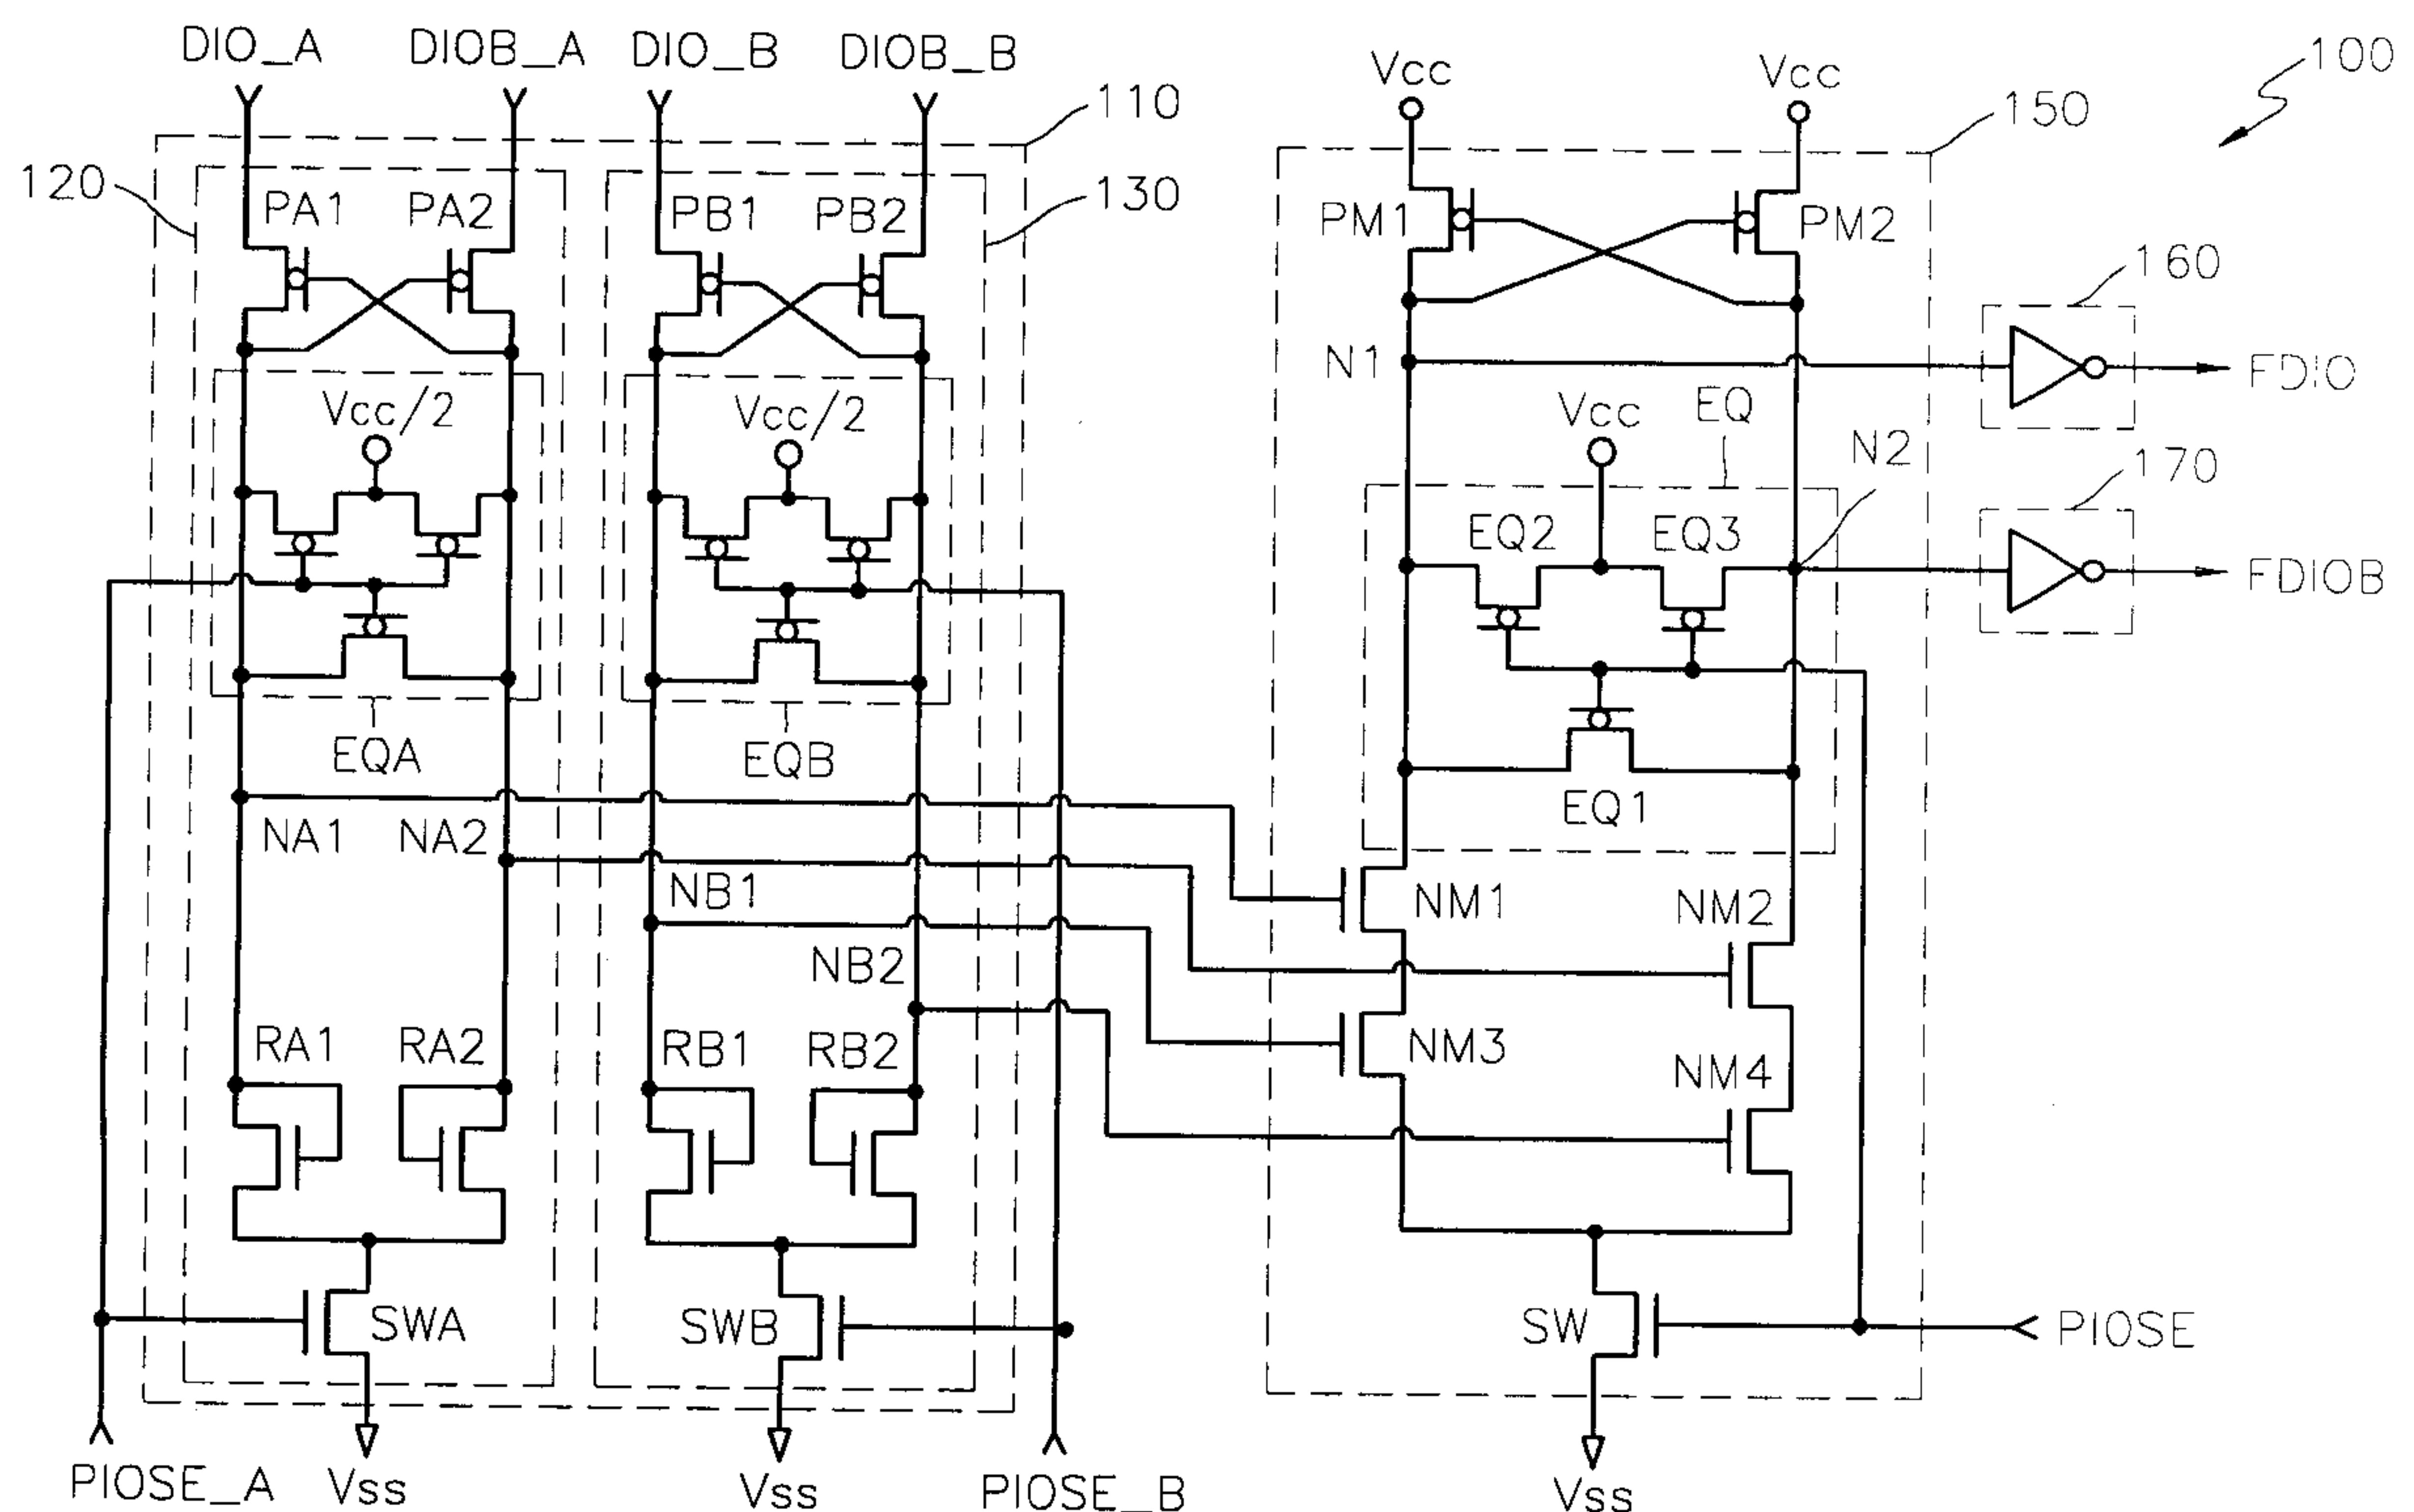 DIO_A DIOB_A DIO_B DIOB_B
Vcc Vcc
100
110
150
120
PA1 PA2 PB1 PB2
130
PM1 PM2
160
N1
FDIO
Vcc/2 Vcc/2
Vcc
EQ
N2
170
EQ2 EQ3
FDIOB
EQA EQB
EQ1
NA1 NA2
NB1
NM1 NM2
NB2
RA1 RA2 RB1 RB2
NM3
NM4
SWA SWB SW
PIOSE
PIOSE_A Vss Vss PIOSE_B Vss